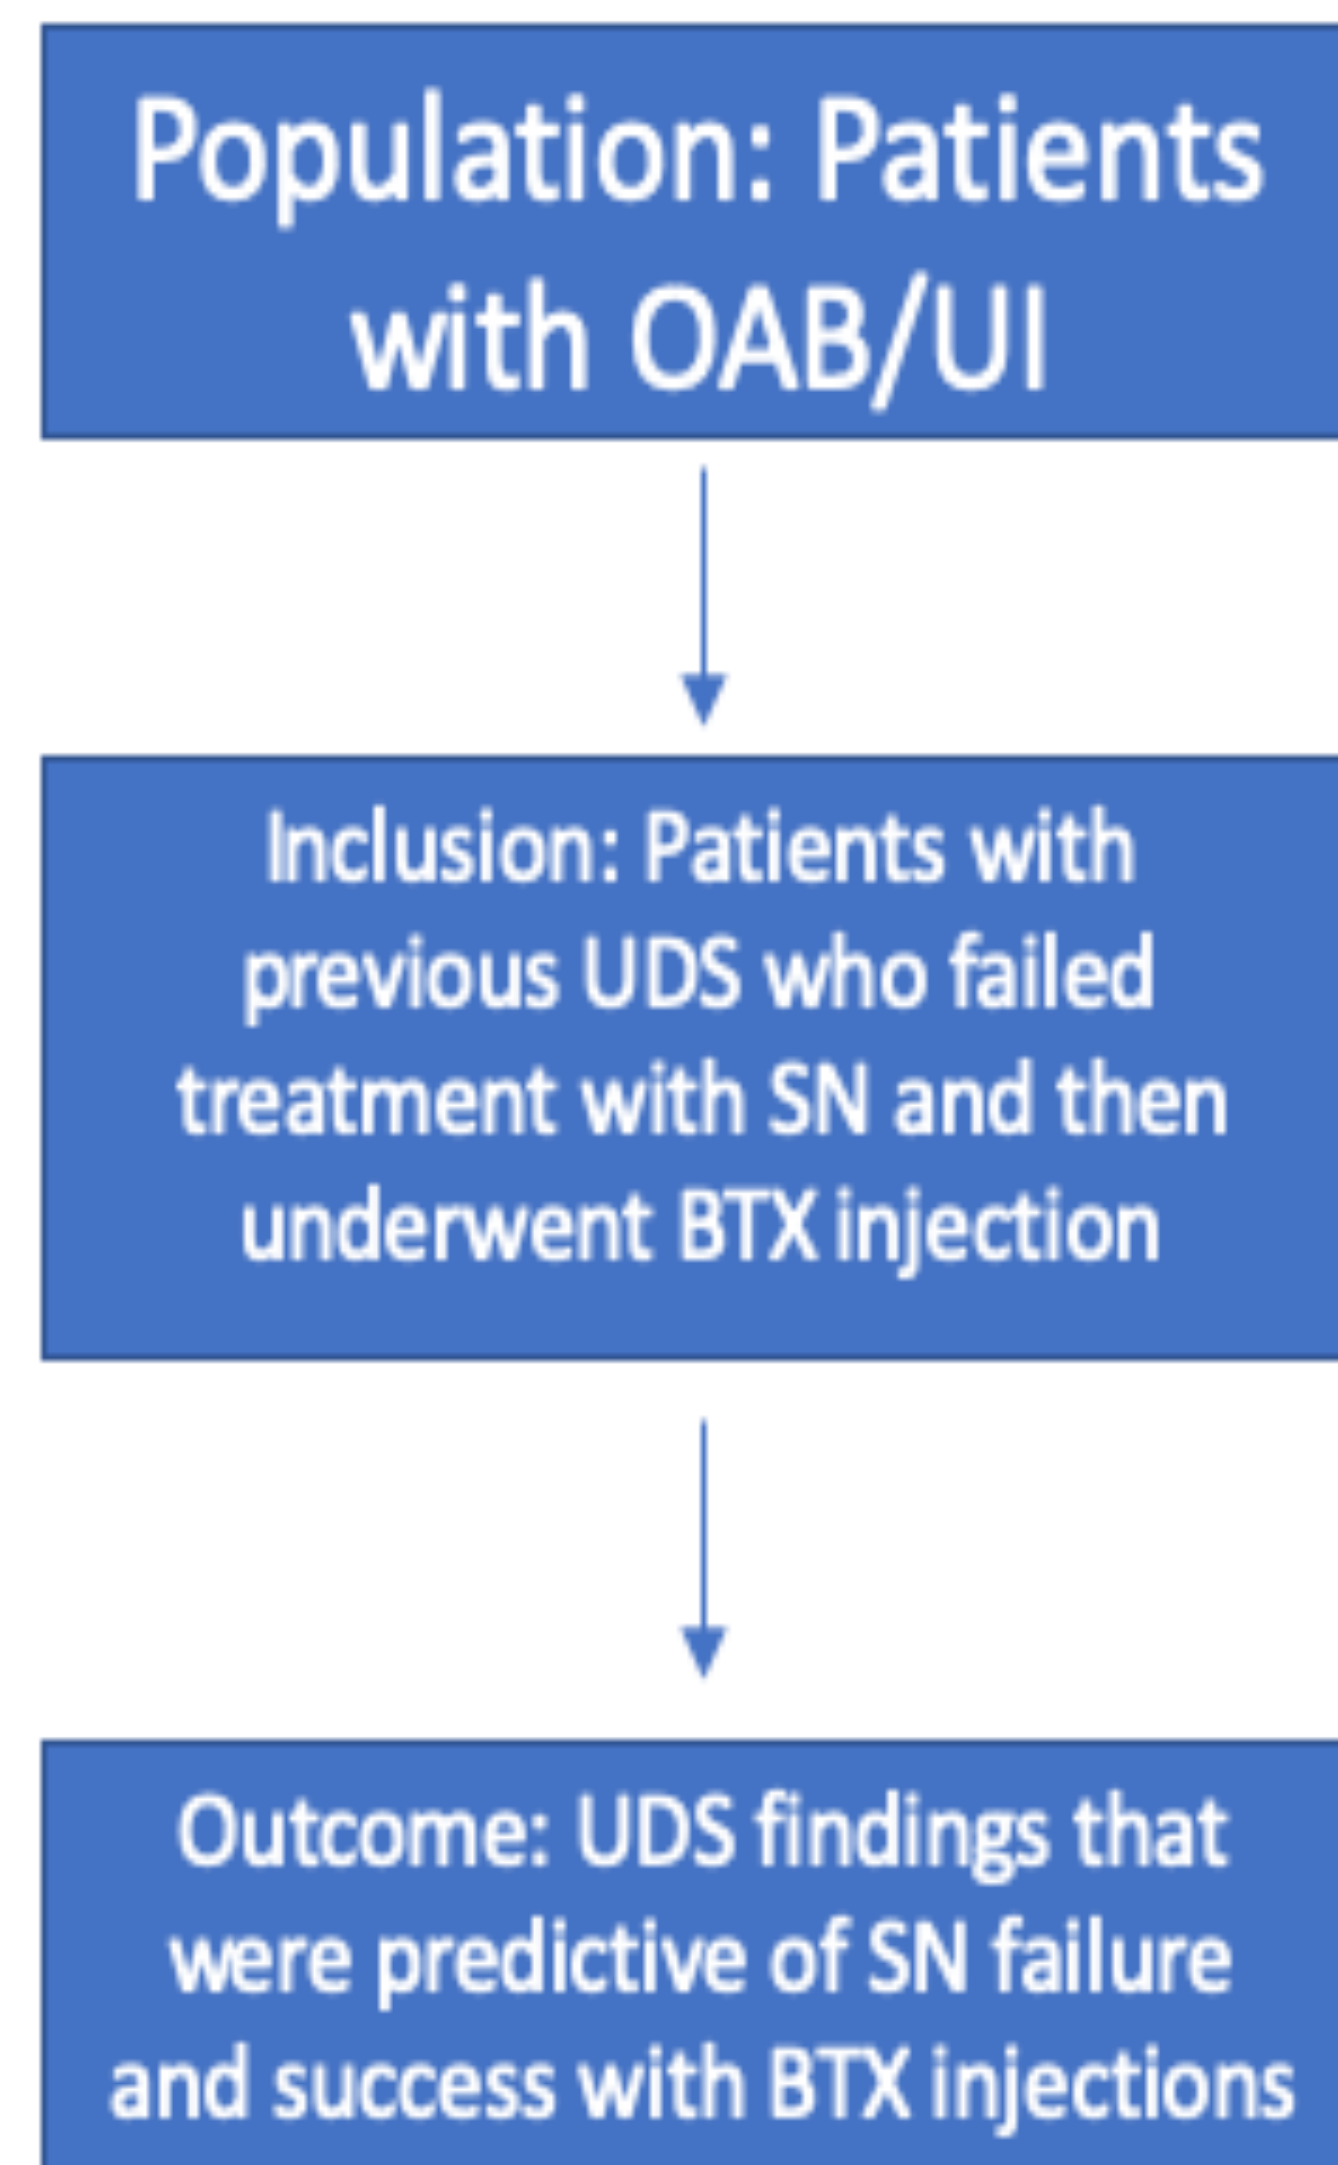 Population: Patients
with OAB/UI
Inclusion: Patients with
previous UDS who failed
treatment with SN and then
underwent BTX injection
Outcome: UDS findings that
were predictive of SN failure
and success with BTX injections